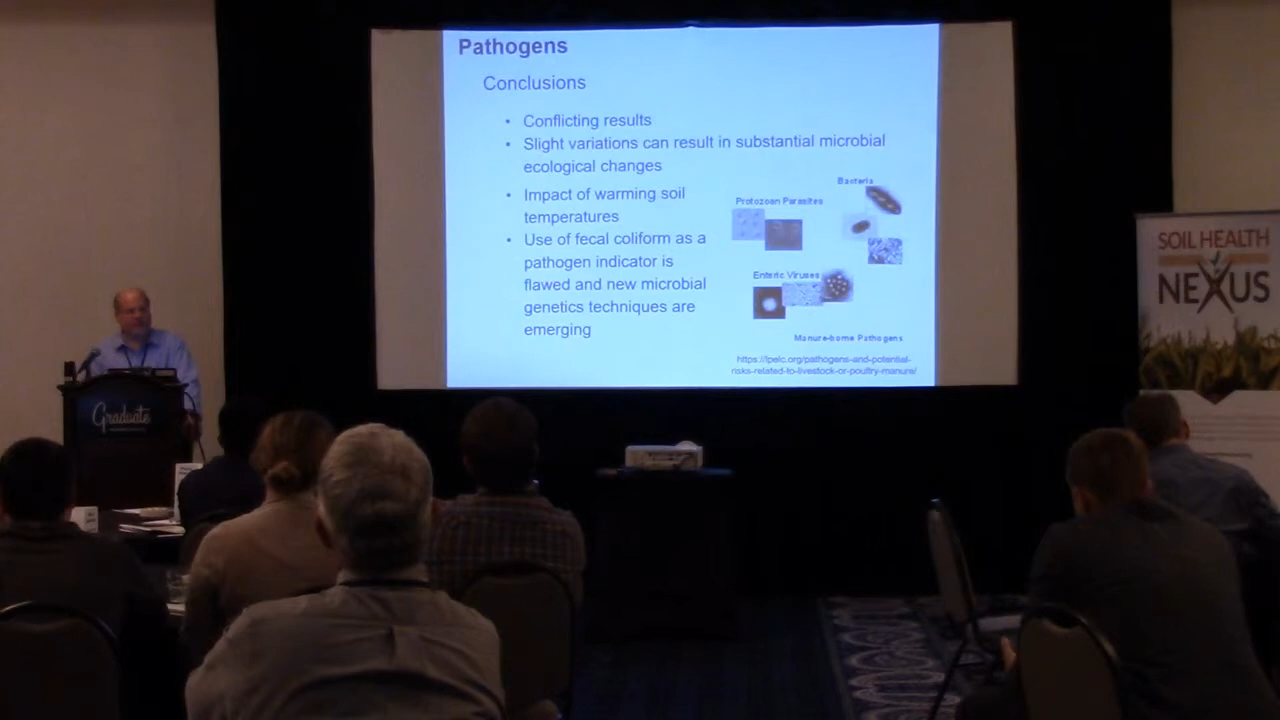 Pathogens
Conclusions
• Conflicting results
• Slight variations can result in substantial microbial
ecological changes
• Impact of warming soil
temperatures
• Use of fecal coliform as a
pathogen indicator is
flawed and new microbial
genetics techniques are
emerging
Bacteria
Protozoan Parasites
Enteric Viruses
Manure-borne Pathogens
https://lpelc.org/pathogens-and-potential-
risks-related-to-livestock-or-poultry-manure/
SOIL HEALTH
NEXUS
Graduate